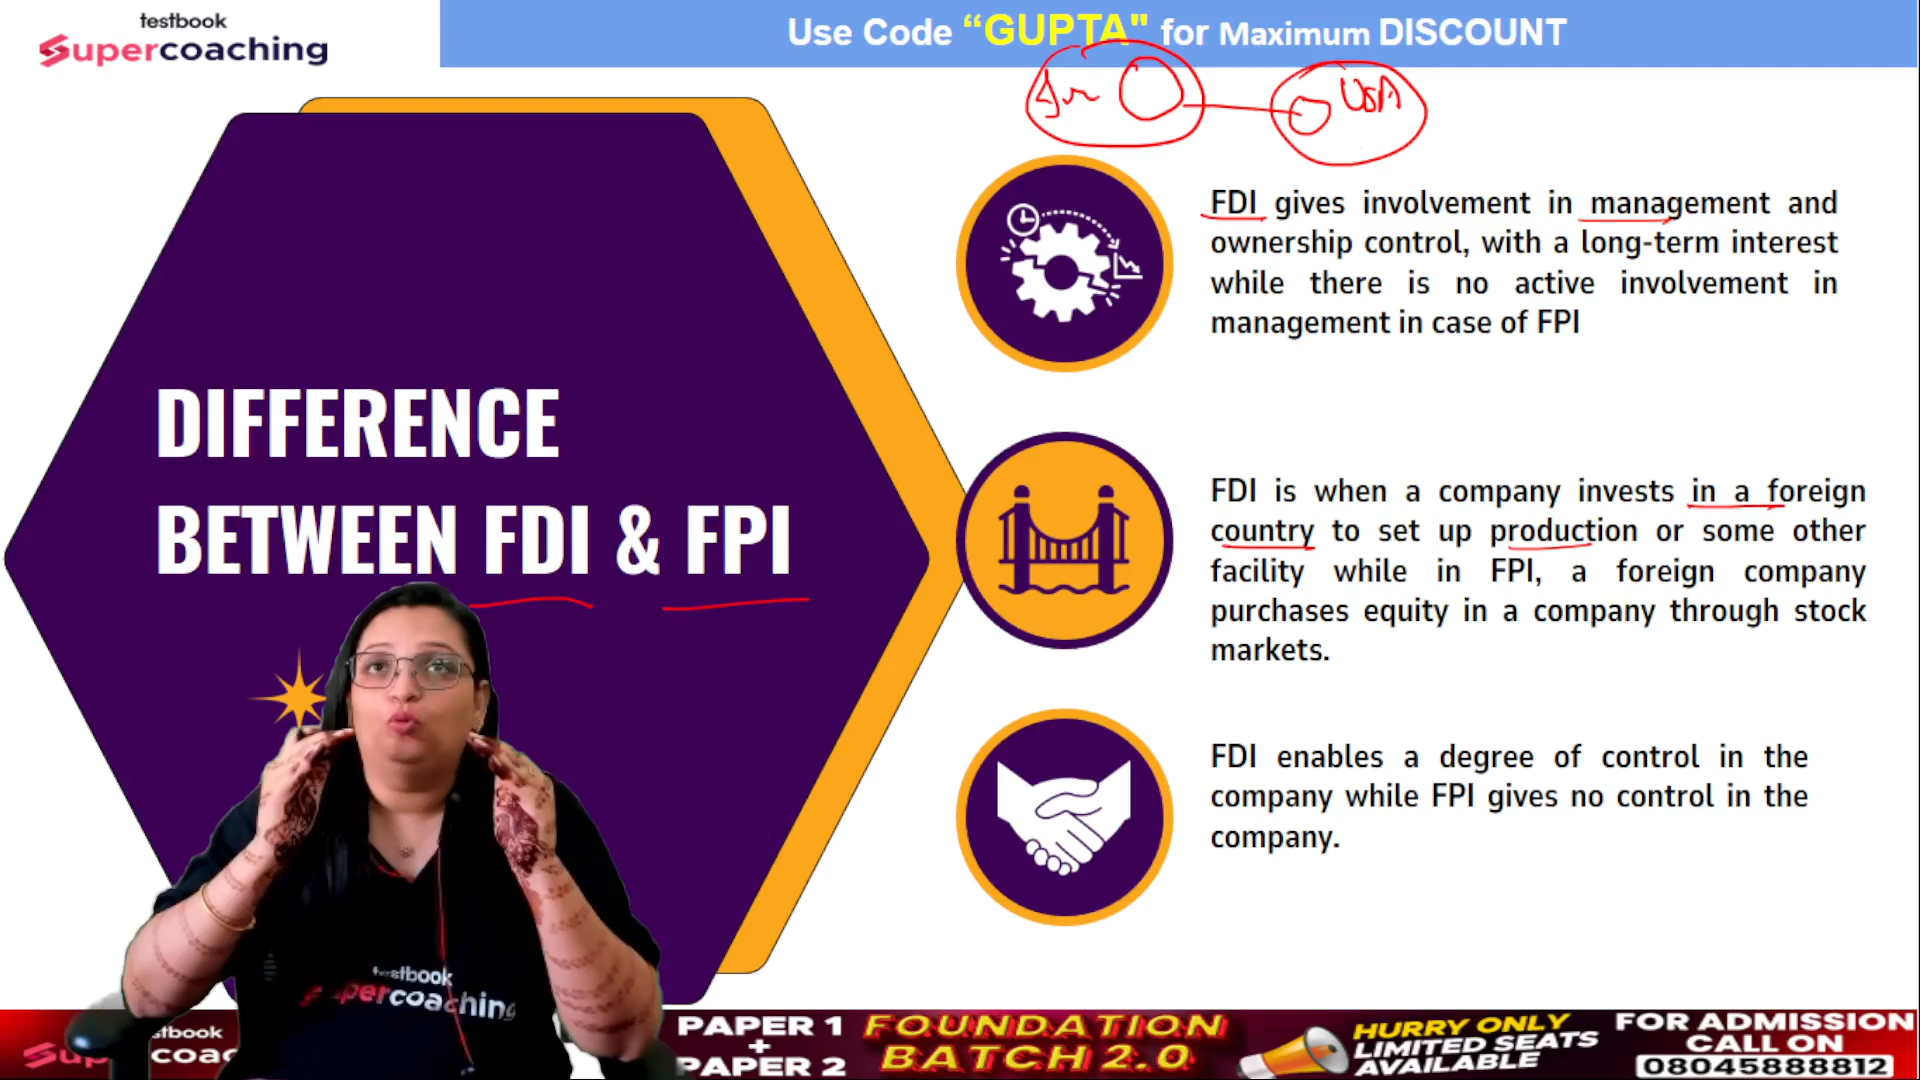 testbook
Supercoaching
Use Code “GUPTA" for Maximum DISCOUNT
USA
DIFFERENCE
BETWEEN FDI & FPI
FDI gives involvement in management and
ownership control, with a long-term interest
while there is no active involvement in
management in case of FPI
FDI is when a company invests in a foreign
country to set up production or some other
facility while in FPI, a foreign company
purchases equity in a company through stock
markets.
FDI enables a degree of control in the
company while FPI gives no control in the
company.
testbook
Supercoaching
stbook
Sup coac
PAPER 1
+
PAPER 2
FOUNDATION
BATCH 2.0
HURRY ONLY
LIMITED SEATS
AVAILABLE
FOR ADMISSION
CALL ON
08045888812